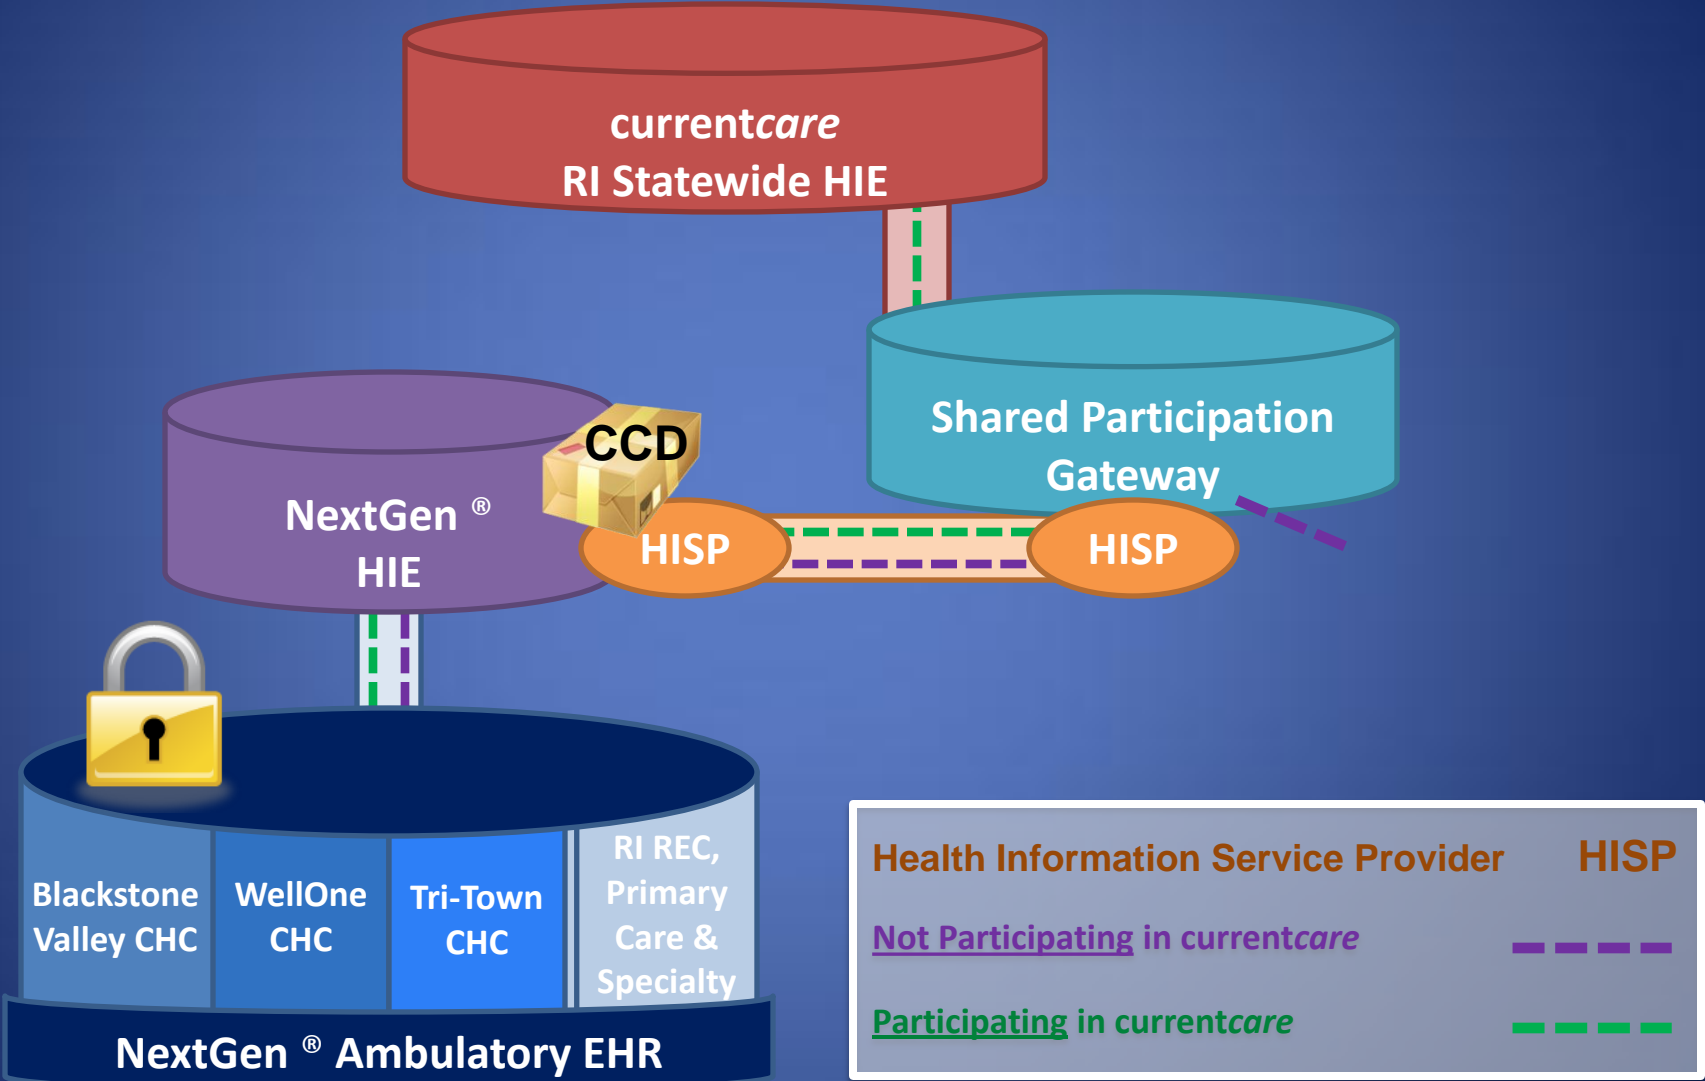 currentcare
RI Statewide HIE
Shared Participation
Gateway
CCD
NextGen ®
HIE
HISP
HISP
Blackstone
Valley CHC
WellOne
CHC
Tri-Town
CHC
RI REC,
Primary
Care &
Specialty
NextGen ® Ambulatory EHR
Health Information Service Provider HISP
Not Participating in currentcare
Participating in currentcare